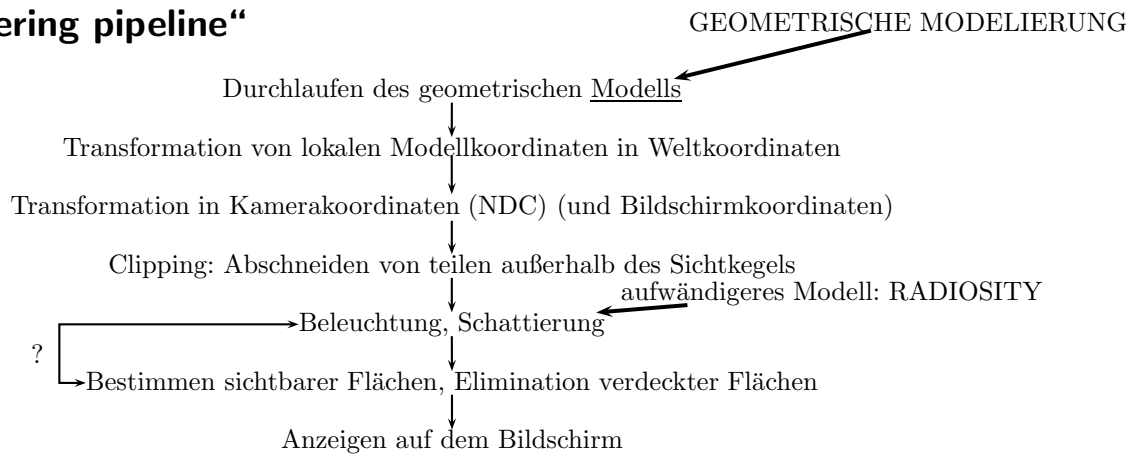 ering pipeline“
GEOMETRISCHE MODELIERUNG
Durchlaufen des geometrischen Modells
Transformation von lokalen Modellkoordinaten in Weltkoordinaten
Transformation in Kamerakoordinaten (NDC) (und Bildschirmkoordinaten)
Clipping: Abschneiden von teilen außerhalb des Sichtkegels
aufwändigeres Modell: RADIOSITY
Beleuchtung, Schattierung
?
Bestimmen sichtbarer Flächen, Elimination verdeckter Flächen
Anzeigen auf dem Bildschirm